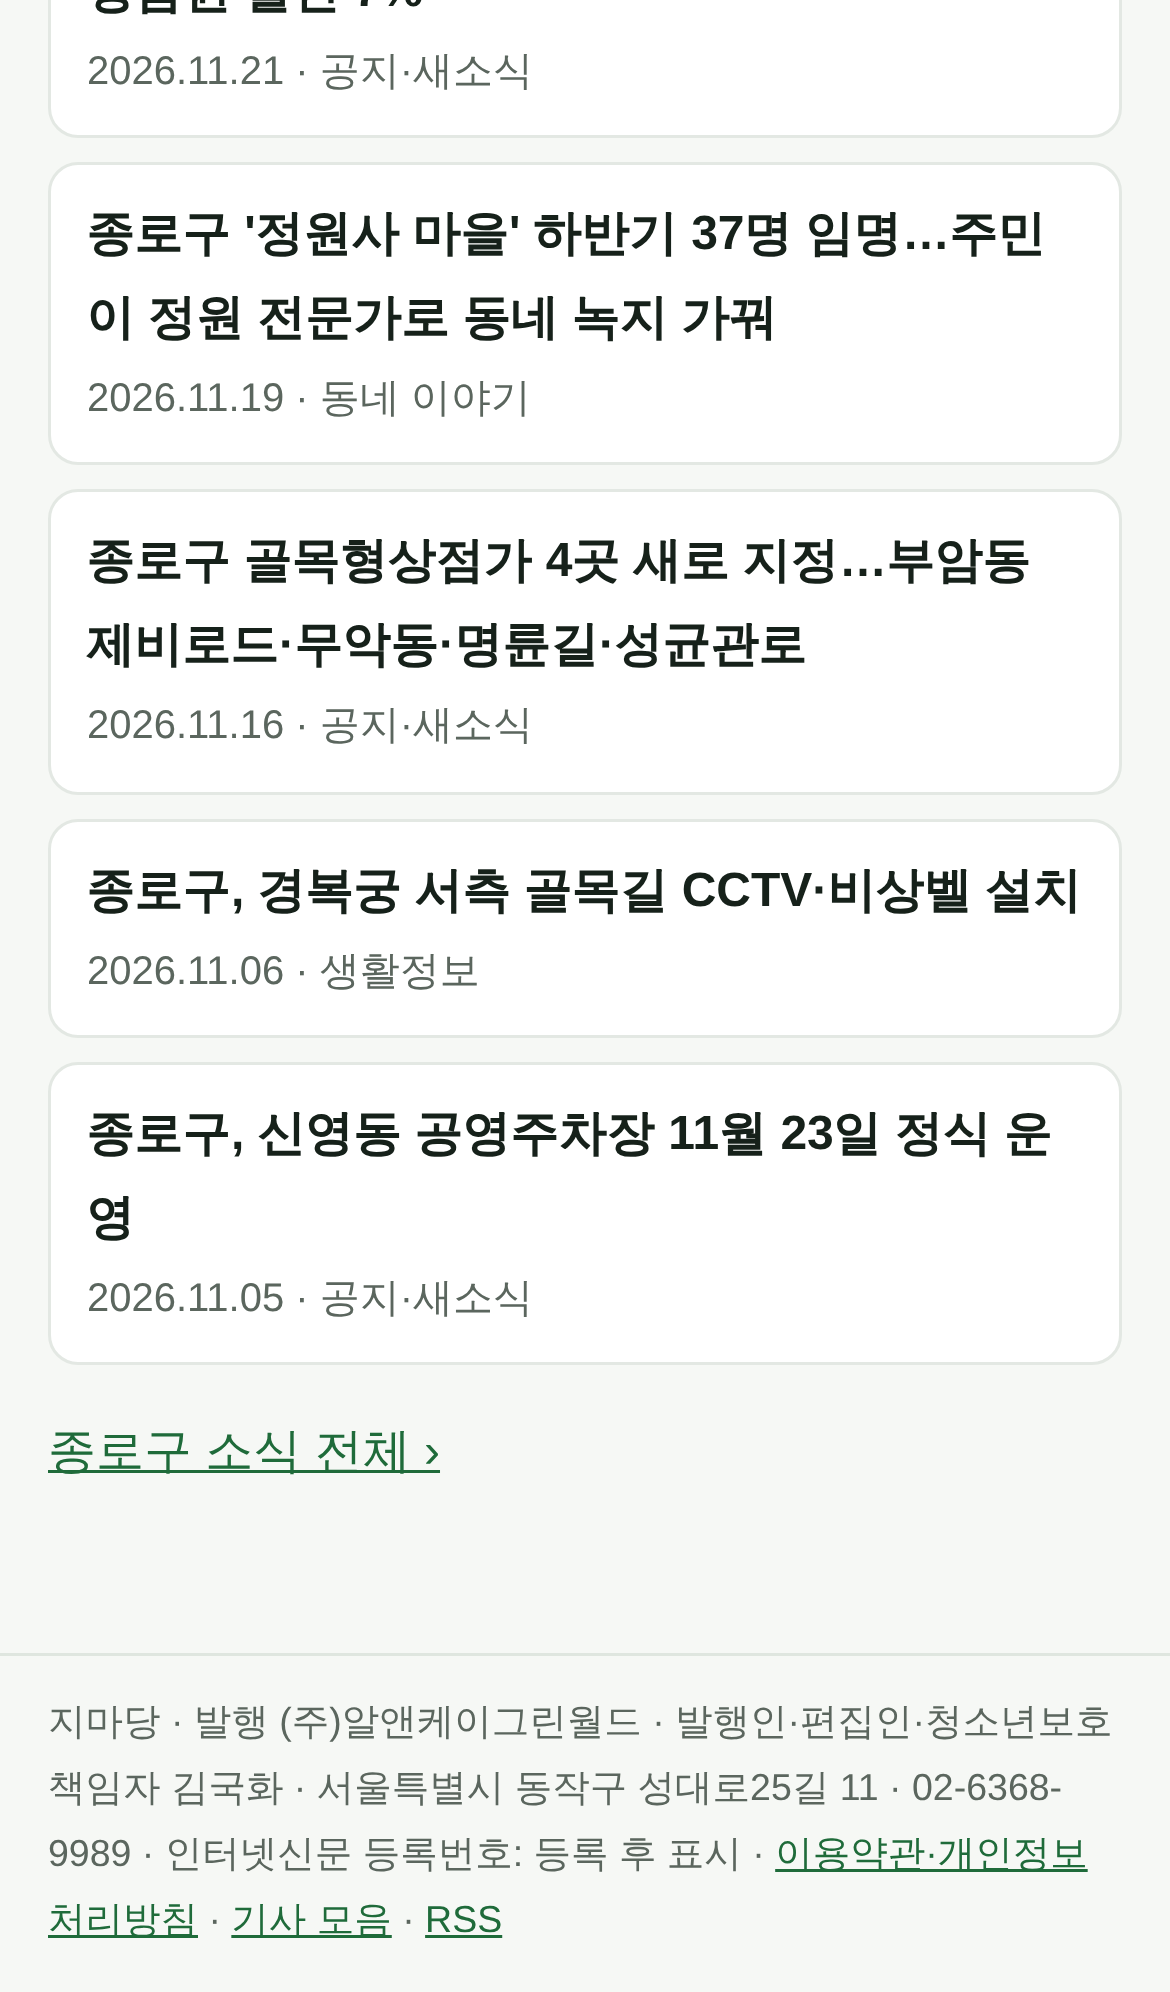 2026.11.21 · 공지·새소식
종로구 '정원사 마을' 하반기 37명 임명…주민
이 정원 전문가로 동네 녹지 가꿔
2026.11.19 · 동네 이야기
종로구 골목형상점가 4곳 새로 지정…부암동
제비로드·무악동·명륜길·성균관로
2026.11.16 · 공지·새소식
종로구, 경복궁 서측 골목길 CCTV·비상벨 설치
2026.11.06 · 생활정보
종로구, 신영동 공영주차장 11월 23일 정식 운
영
2026.11.05 · 공지·새소식
종로구 소식 전체 ›
지마당 · 발행 (주)알앤케이그린월드 · 발행인·편집인·청소년보호
책임자 김국화 · 서울특별시 동작구 성대로25길 11 · 02-6368-
9989 · 인터넷신문 등록번호: 등록 후 표시 · 이용약관·개인정보
처리방침 · 기사 모음 · RSS